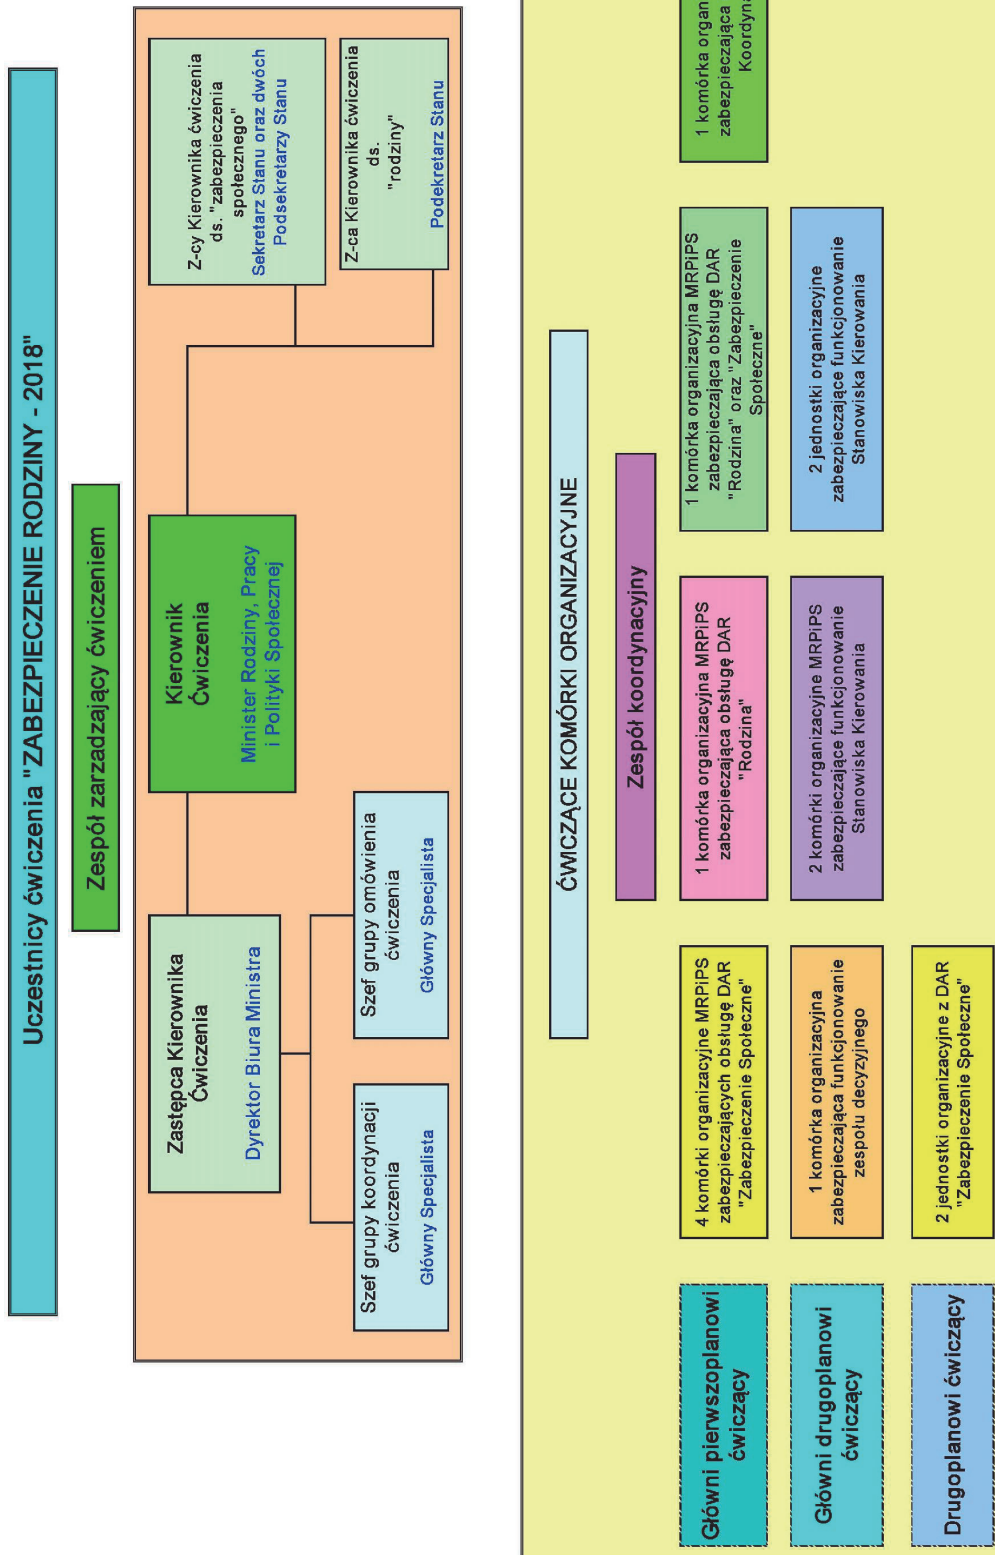 Uczestnicy ćwiczenia "ZABEZPIECZENIE RODZINY - 2018"
Zespół zarzadzający ćwiczeniem
Zastępca Kierownika
Ćwiczenia
Dyrektor Biura Ministra
Kierownik
Ćwiczenia
Minister Rodziny, Pracy
i Polityki Społecznej
Z-cy Kierownika ćwiczenia
ds. "zabezpieczenia
społecznego"
Sekretarz Stanu oraz dwóch
Podsekretarzy Stanu
Z-ca Kierownika ćwiczenia
ds.
"rodziny"
Podekretarz Stanu
Szef grupy koordynacji
ćwiczenia
Główny Specjalista
Szef grupy omówienia
ćwiczenia
Główny Specjalista
ĆWICZĄCE KOMÓRKI ORGANIZACYJNE
Zespół koordynacyjny
Główni pierwszoplanowi
ćwiczący
4 komórki organizacyjne MRPiPS
zabezpieczających obsługę DAR
"Zabezpieczenie Społeczne"
1 komórka organizacyjna MRPiPS
zabezpieczająca obsługę DAR
"Rodzina"
1 komórka organizacyjna MRPiPS
zabezpieczająca obsługę DAR
"Rodzina" oraz "Zabezpieczenie
Społeczne"
1 komórka organ
zabezpieczająca
Koordyna
Główni drugoplanowi
ćwiczący
1 komórka organizacyjna
zabezpieczająca funkcjonowanie
zespołu decyzyjnego
2 komórki organizacyjne MRPiPS
zabezpieczające funkcjonowanie
Stanowiska Kierowania
2 jednostki organizacyjne
zabezpieczające funkcjonowanie
Stanowiska Kierowania
Drugoplanowi ćwiczący
2 jednostki organizacyjne z DAR
"Zabezpieczenie Społeczne"